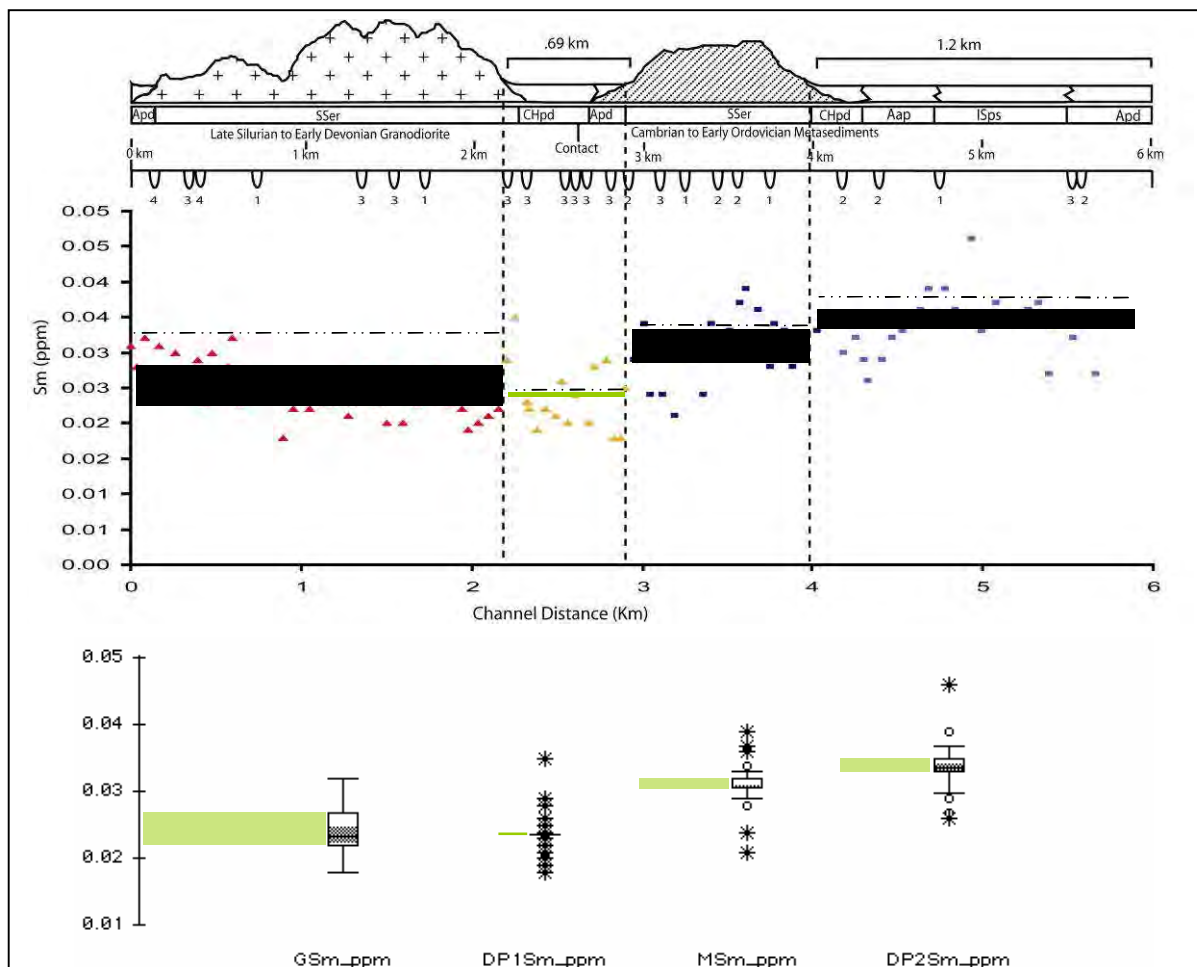 .69 km 1.2 km
Apd SSer CHpd Apd SSer CHpd Aap ISps Apd
Late Silurian to Early Devonian Granodiorite Cambrian to Early Ordovician Metasediments
Contact
0 km 1 km 2 km 3 km 4 km 5 km 6 km
4 3 4 1 3 3 1 3 3 3 3 3 3 2 3 1 2 2 1 2 2 1 3 2
0.05
0.05
0.04
0.04
0.03
0.03
0.02
0.02
0.01
0.01
0.00
Sm (ppm)
0 1 2 3 4 5 6
Channel Distance (Km)
0.05
0.04
0.03
0.02
0.01
GSm_ppm DP1Sm_ppm MSm_ppm DP2Sm_ppm